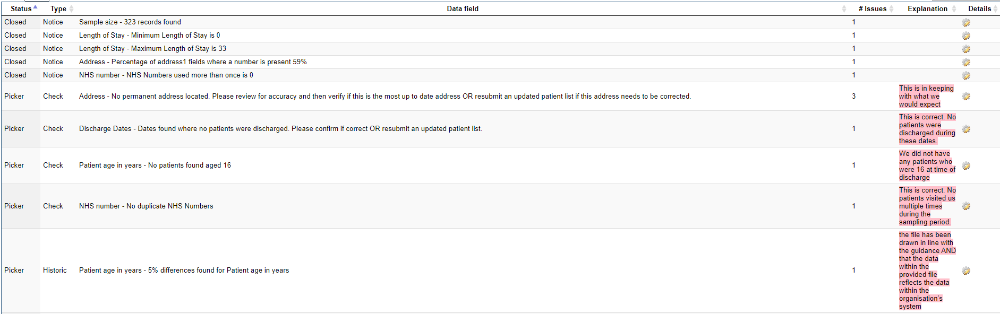 Status Type Data field # Issues Explanation Details
Closed Notice Sample size - 323 records found 1
Closed Notice Length of Stay - Minimum Length of Stay is 0 1
Closed Notice Length of Stay - Maximum Length of Stay is 33 1
Closed Notice Address - Percentage of address1 fields where a number is present 59% 1
Closed Notice NHS number - NHS Numbers used more than once is 0 1
Picker Check Address - No permanent address located. Please review for accuracy and then verify if this is the most up to date address OR resubmit an updated patient list if this address needs to be corrected. 3
This is in keeping
with what we
would expect
Picker Check Discharge Dates - Dates found where no patients were discharged. Please confirm if correct OR resubmit an updated patient list. 1
This is correct. No
patients were
discharged during
these dates.
Picker Check Patient age in years - No patients found aged 16 1
We did not have
any patients who
were 16 at time of
discharge
Picker Check NHS number - No duplicate NHS Numbers 1
This is correct. No
patients visited us
multiple times
during the
sampling period.
Picker Historic Patient age in years - 5% differences found for Patient age in years 1
the file has been
drawn in line with
the guidance AND
that the data
within the
provided file
reflects the data
within the
organisation's
system